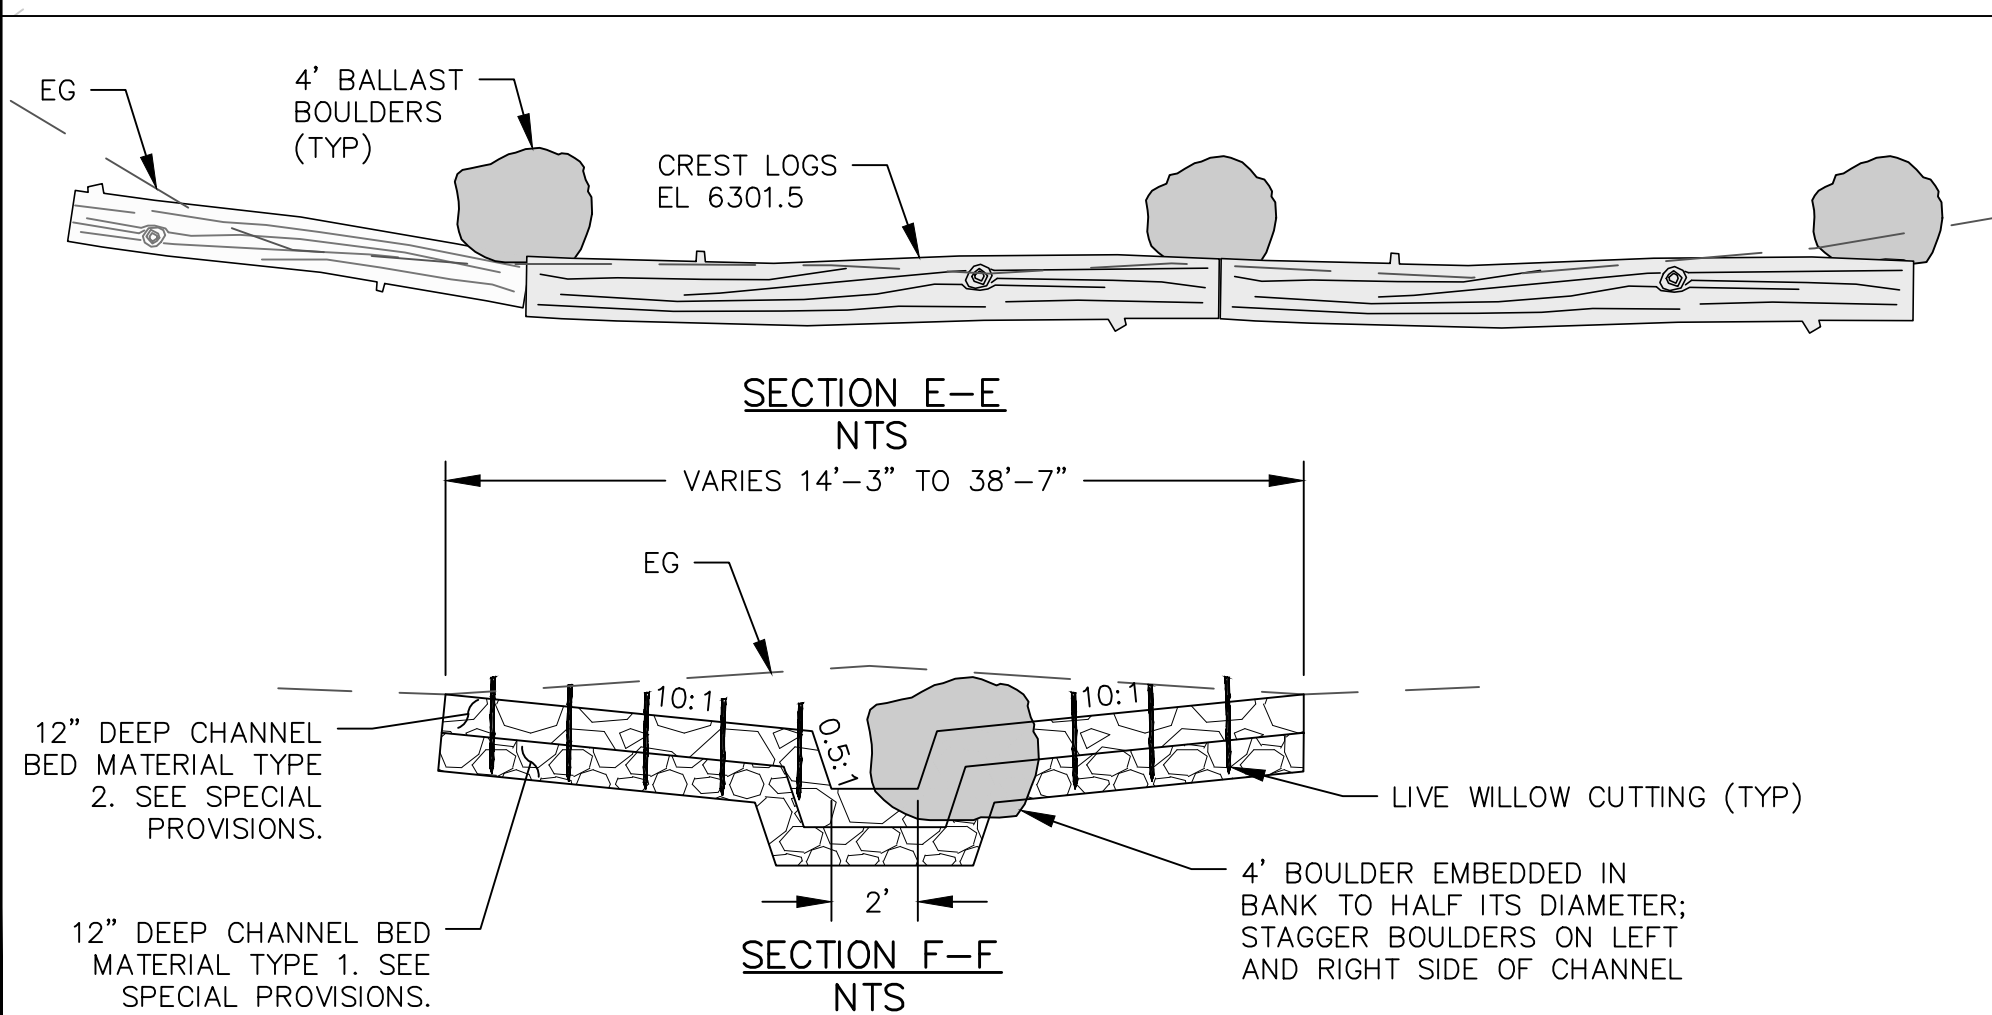 EG
4' BALLAST
BOULDERS
(TYP)
CREST LOGS
EL 6301.5
SECTION E–E
NTS
VARIES 14'–3” TO 38'–7”
EG
10:1
0.5:1
10:1
12” DEEP CHANNEL
BED MATERIAL TYPE
2. SEE SPECIAL
PROVISIONS.
LIVE WILLOW CUTTING (TYP)
4' BOULDER EMBEDDED IN
BANK TO HALF ITS DIAMETER;
STAGGER BOULDERS ON LEFT
AND RIGHT SIDE OF CHANNEL
2'
12” DEEP CHANNEL BED
MATERIAL TYPE 1. SEE
SPECIAL PROVISIONS.
SECTION F–F
NTS